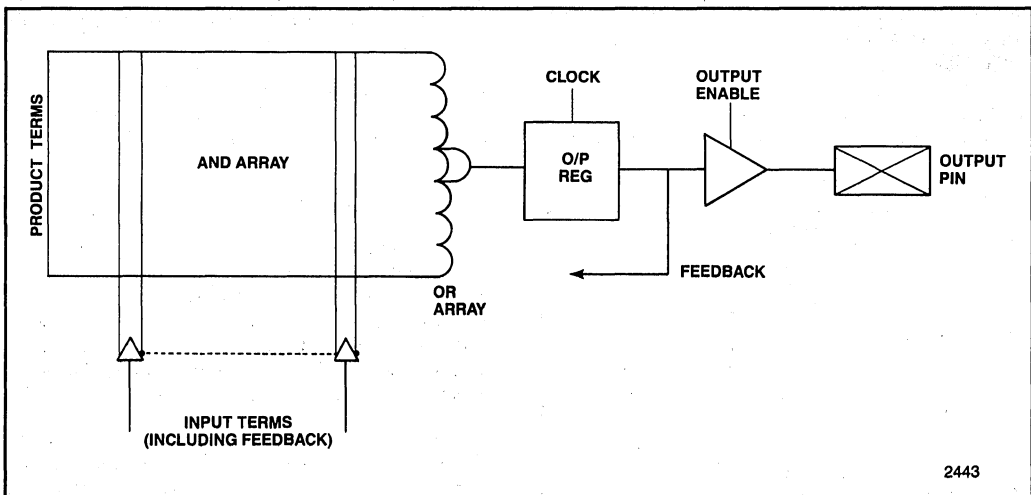 PRODUCT TERMS
AND ARRAY
OR
ARRAY
CLOCK
O/P
REG
OUTPUT
ENABLE
OUTPUT
PIN
FEEDBACK
INPUT TERMS
(INCLUDING FEEDBACK)
2443